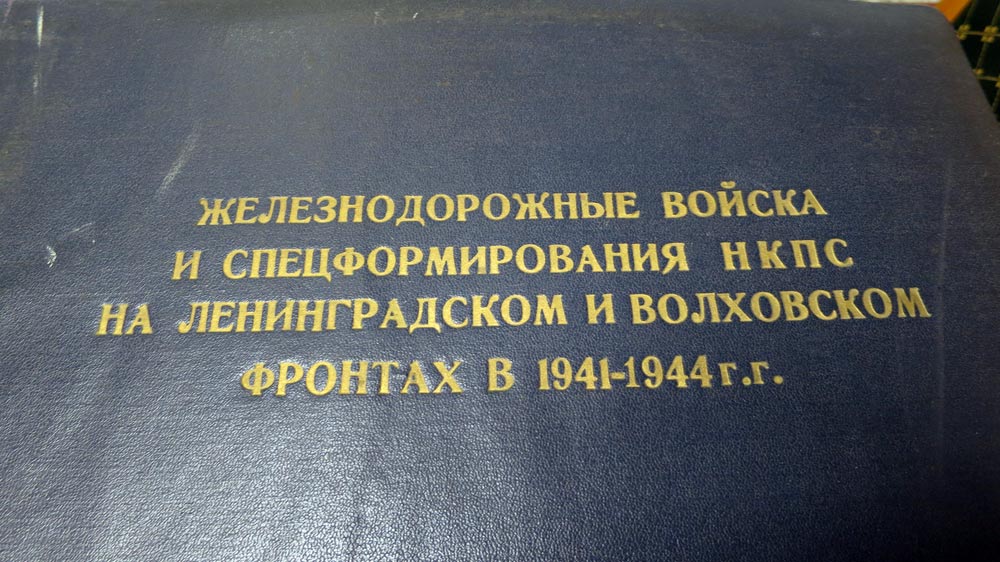 ЖЕЛЕЗНОДОРОЖНЫЕ ВОЙСКА
И СПЕЦФОРМИРОВАНИЯ НКПС
НА ЛЕНИНГРАДСКОМ И ВОЛХОВСКОМ
ФРОНТАХ В 1941-1944 г.г.